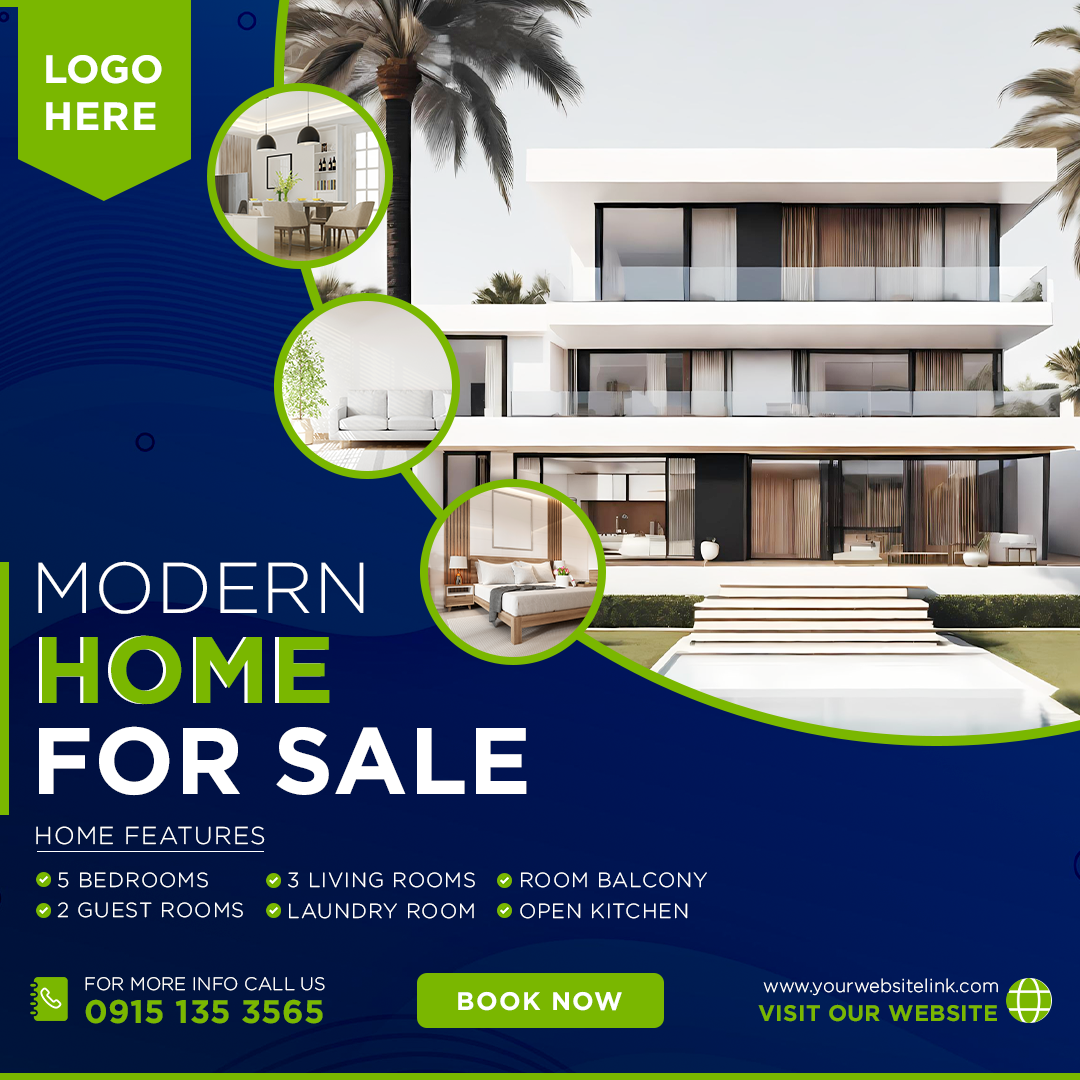 LOGO
HERE
MODERN
HOME
FOR SALE
HOME FEATURES
5 BEDROOMS
3 LIVING ROOMS
ROOM BALCONY
2 GUEST ROOMS
LAUNDRY ROOM
OPEN KITCHEN
FOR MORE INFO CALL US
0915 135 3565
BOOK NOW
www.yourwebsitelink.com
VISIT OUR WEBSITE